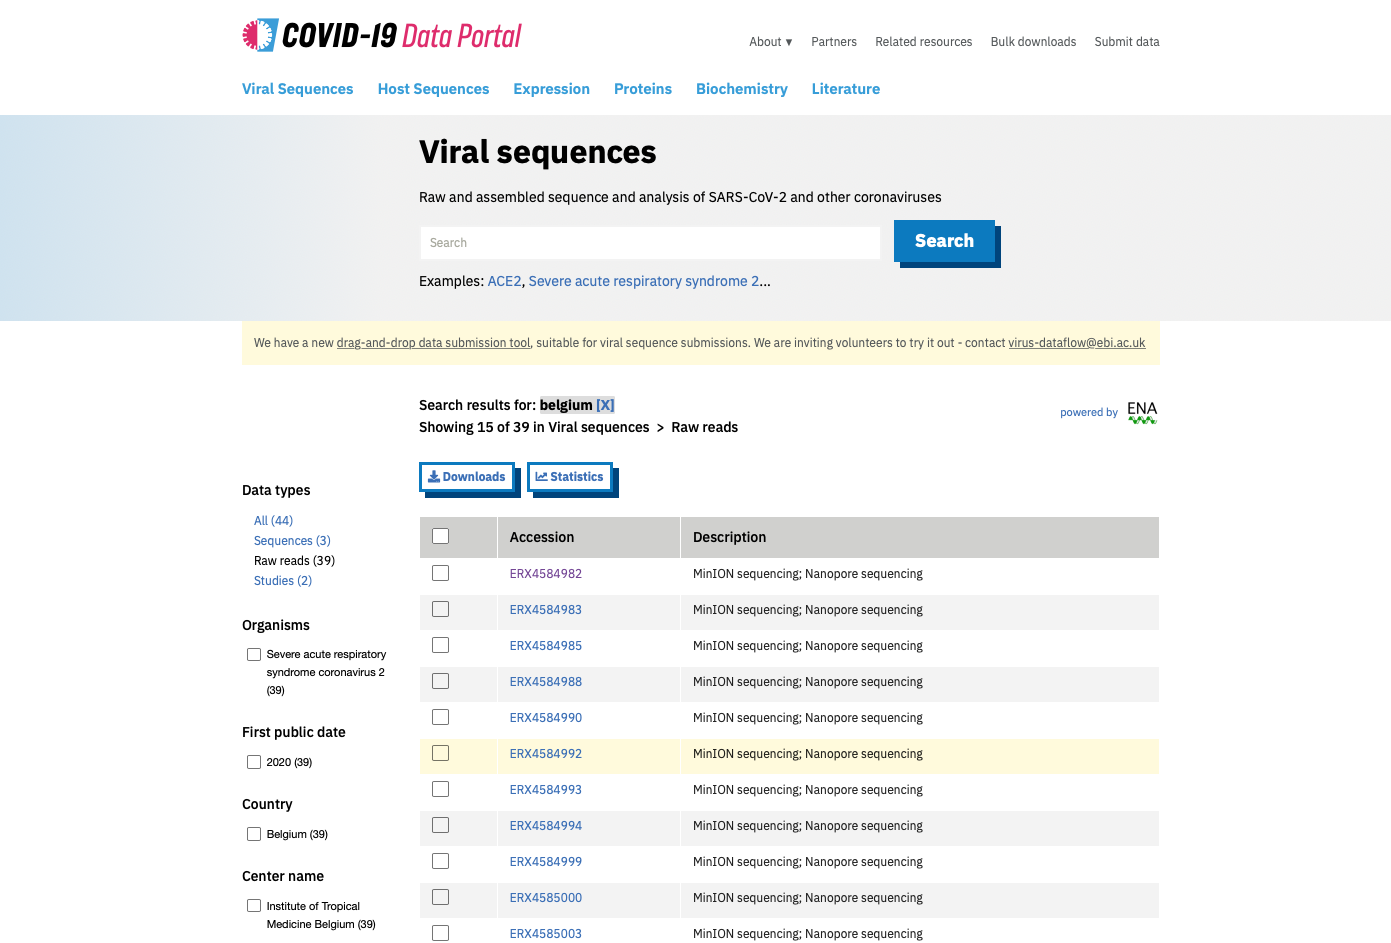 COVID-19 Data Portal
About ▼ Partners Related resources Bulk downloads Submit data
Viral Sequences Host Sequences Expression Proteins Biochemistry Literature
Viral sequences
Raw and assembled sequence and analysis of SARS-CoV-2 and other coronaviruses
Search
Search
Examples: ACE2, Severe acute respiratory syndrome 2...
We have a new drag-and-drop data submission tool, suitable for viral sequence submissions. We are inviting volunteers to try it out - contact virus-dataflow@ebi.ac.uk
Search results for: belgium [X]
Showing 15 of 39 in Viral sequences > Raw reads
powered by ENA
Downloads Statistics
Data types
All (44)
Sequences (3)
Raw reads (39)
Studies (2)
Organisms
Severe acute respiratory
syndrome coronavirus 2
(39)
First public date
2020 (39)
Country
Belgium (39)
Center name
Institute of Tropical
Medicine Belgium (39)
Accession Description
ERX4584982 MinION sequencing; Nanopore sequencing
ERX4584983 MinION sequencing; Nanopore sequencing
ERX4584985 MinION sequencing; Nanopore sequencing
ERX4584988 MinION sequencing; Nanopore sequencing
ERX4584990 MinION sequencing; Nanopore sequencing
ERX4584992 MinION sequencing; Nanopore sequencing
ERX4584993 MinION sequencing; Nanopore sequencing
ERX4584994 MinION sequencing; Nanopore sequencing
ERX4584999 MinION sequencing; Nanopore sequencing
ERX4585000 MinION sequencing; Nanopore sequencing
ERX4585003 MinION sequencing; Nanopore sequencing